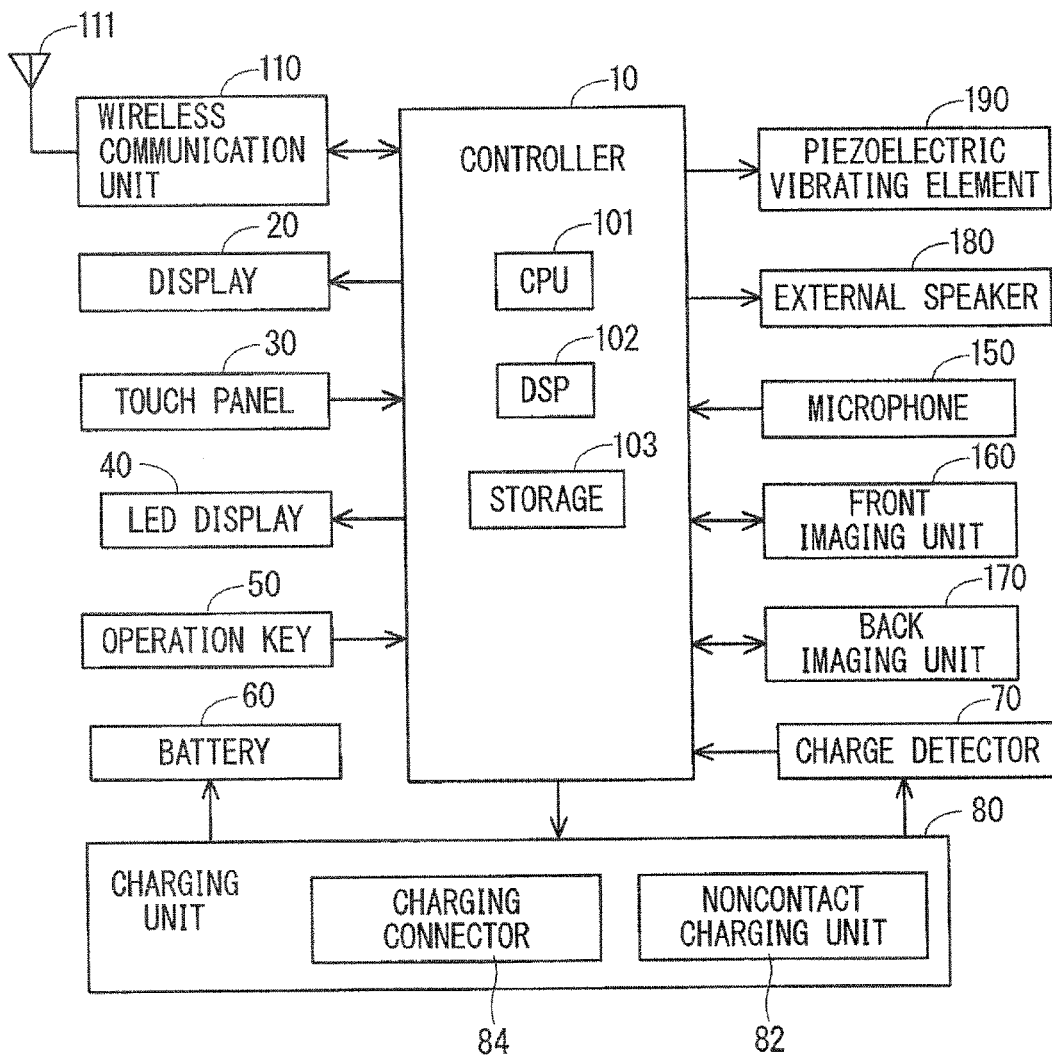 111
110
WIRELESS
COMMUNICATION
UNIT
20
DISPLAY
30
TOUCH PANEL
40
LED DISPLAY
50
OPERATION KEY
60
BATTERY
10
CONTROLLER
101
CPU
102
DSP
103
STORAGE
190
PIEZOELECTRIC
VIBRATING ELEMENT
180
EXTERNAL SPEAKER
150
MICROPHONE
160
FRONT
IMAGING UNIT
170
BACK
IMAGING UNIT
70
CHARGE DETECTOR
80
CHARGING
UNIT
CHARGING
CONNECTOR
84
NONCONTACT
CHARGING UNIT
82